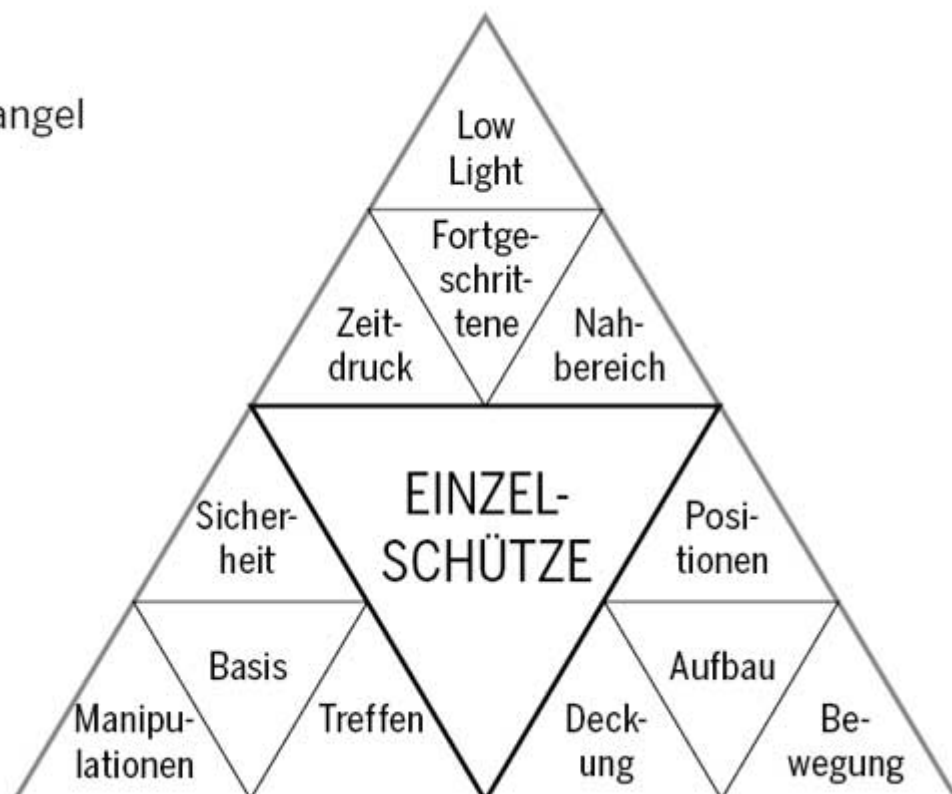 angel
Low
Light
Fortge-
schrit-
tene
Zeit-
druck
Nah-
bereich
EINZEL-
SCHÜTZE
Sicher-
heit
Posi-
tionen
Basis
Aufbau
Manipu-
lationen
Treffen
Deck-
ung
Be-
wegung